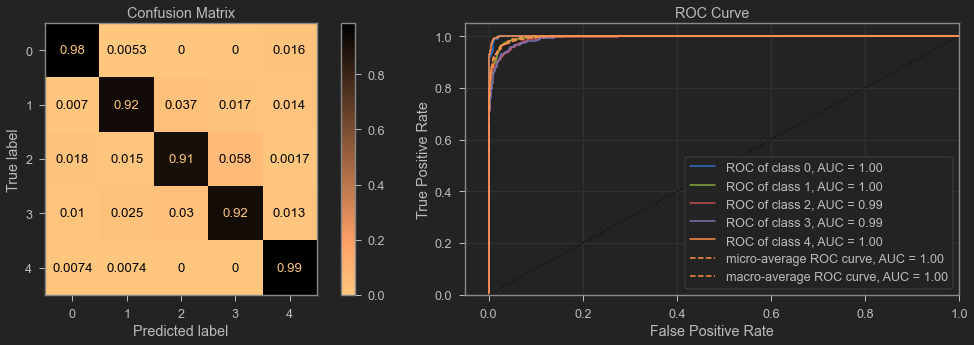 Confusion Matrix
0 0.98 0.0053 0 0 0.016
1 0.007 0.92 0.037 0.017 0.014
2 0.018 0.015 0.91 0.058 0.0017
3 0.01 0.025 0.03 0.92 0.013
4 0.0074 0.0074 0 0 0.99
True label
0 1 2 3 4
Predicted label
0.8
0.6
0.4
0.2
0.0
ROC Curve
True Positive Rate
1.0
0.8
0.6
0.4
0.2
0.0
ROC of class 0, AUC = 1.00
ROC of class 1, AUC = 1.00
ROC of class 2, AUC = 0.99
ROC of class 3, AUC = 0.99
ROC of class 4, AUC = 1.00
micro-average ROC curve, AUC = 1.00
macro-average ROC curve, AUC = 1.00
0.0 0.2 0.4 0.6 0.8 1.0
False Positive Rate